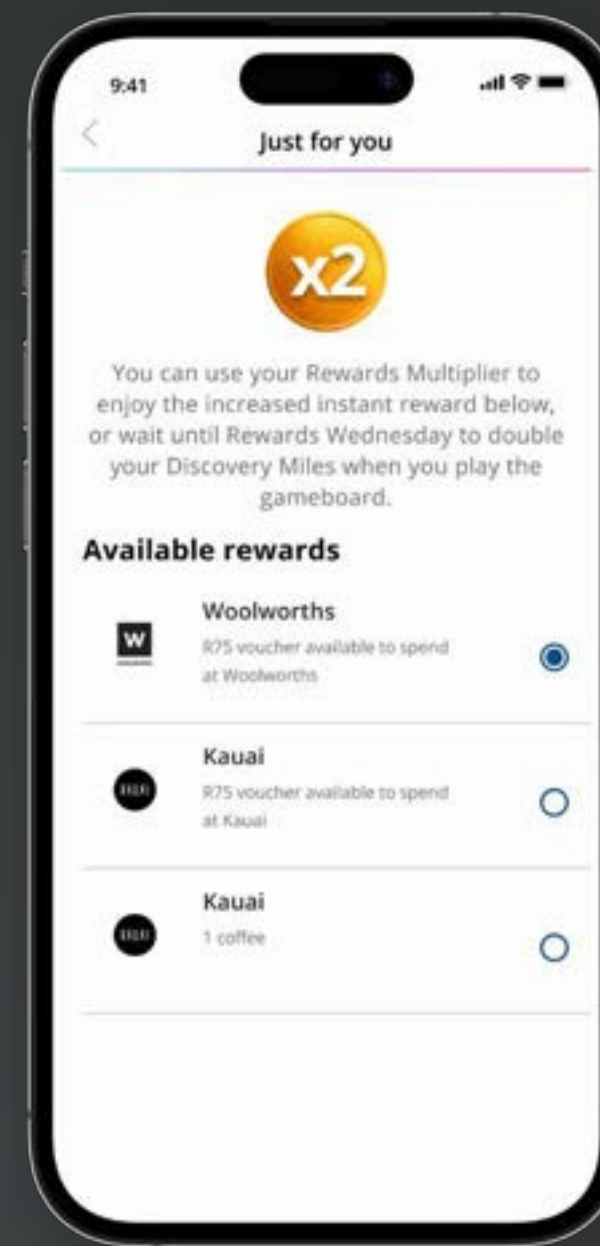 9:41
Just for you
x2
You can use your Rewards Multiplier to
enjoy the increased instant reward below,
or wait until Rewards Wednesday to double
your Discovery Miles when you play the
gameboard.
Available rewards
W
Woolworths
R75 voucher available to spend
at Woolworths
KAUAI
Kauai
R75 voucher available to spend
at Kauai
KAUAI
Kauai
1 coffee